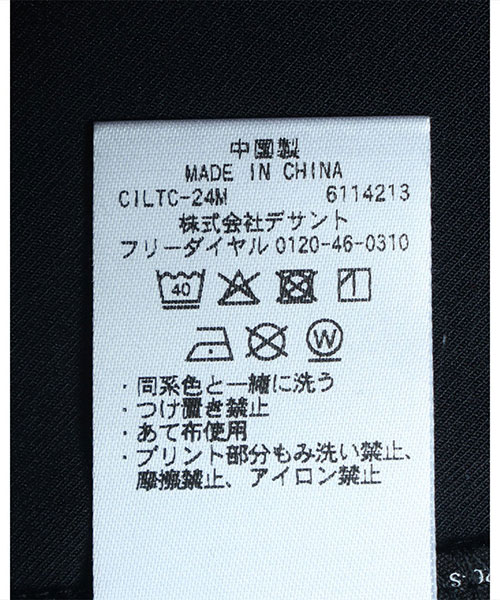 中国製
MADE IN CHINA
CILTC-24M 6114213
株式会社デサント
フリーダイヤル 0120-46-0310
40
W
・同系色と一緒に洗う
・つけ置き禁止
・あて布使用
・プリント部分もみ洗い禁止、
摩擦禁止、アイロン禁止